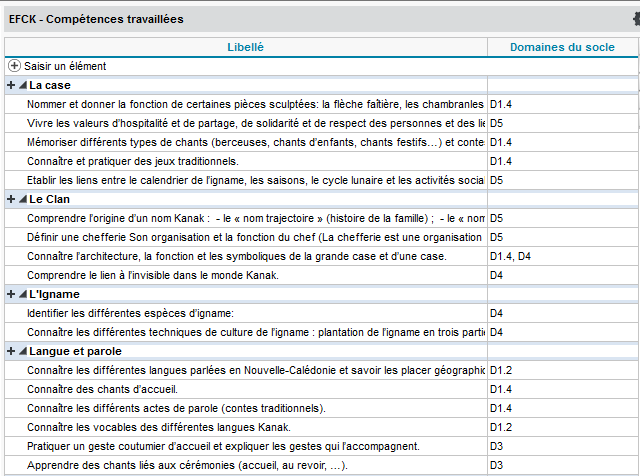 EFCK - Compétences travaillées
Libellé Domaines du socle
Saisir un élément
La case
Nommer et donner la fonction de certaines pièces sculptées: la flèche faîtière, les chambranles D1.4
Vivre les valeurs d'hospitalité et de partage, de solidarité et de respect des personnes et des lie D5
Mémoriser différents types de chants (berceuses, chants d'enfants, chants festifs…) et conte D1.4
Connaître et pratiquer des jeux traditionnels. D1.4
Etablir les liens entre le calendrier de l'igname, les saisons, le cycle lunaire et les activités socia D5
Le Clan
Comprendre l'origine d'un nom Kanak : - le « nom trajectoire » (histoire de la famille) ; - le « nom D5
Définir une chefferie Son organisation et la fonction du chef (La chefferie est une organisation D5
Connaître l'architecture, la fonction et les symboliques de la grande case et d'une case. D1.4, D4
Comprendre le lien à l'invisible dans le monde Kanak. D4
L'Igname
Identifier les différentes espèces d'igname: D4
Connaître les différentes techniques de culture de l'igname : plantation de l'igname en trois partie D4
Langue et parole
Connaître les différentes langues parlées en Nouvelle-Calédonie et savoir les placer géographic D1.2
Connaître des chants d'accueil. D1.4
Connaître les différents actes de parole (contes traditionnels). D1.4
Connaître les vocables des différentes langues Kanak. D1.2
Pratiquer un geste coutumier d'accueil et expliquer les gestes qui l'accompagnent. D3
Apprendre des chants liés aux cérémonies (accueil, au revoir, …). D3